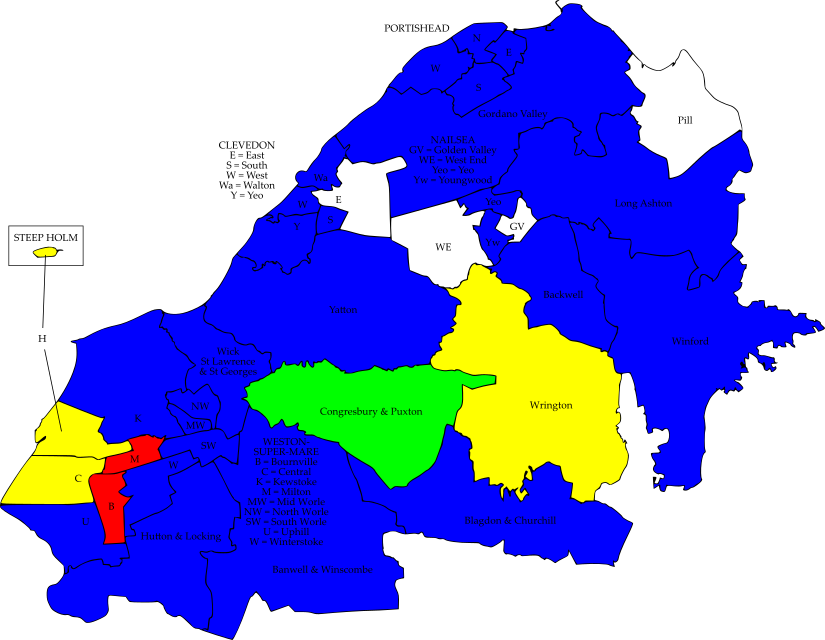 PORTISHEAD
N
E
W
S
Gordano Valley
Pill
CLEVEDON
E = East
S = South
W = West
Wa = Walton
Y = Yeo
NAILSEA
GV = Golden Valley
WE = West End
Yeo = Yeo
Yw = Youngwood
Wa
E
W
S
Y
Yeo
GV
WE
Yw
Long Ashton
STEEP HOLM
H
Yatton
Backwell
Winford
Wick
St Lawrence
& St Georges
K
NW
MW
SW
Congresbury & Puxton
Wrington
WESTON-
SUPER-MARE
B = Bournville
C = Central
K = Kewstoke
M = Milton
MW = Mid Worle
NW = North Worle
SW = South Worle
U = Uphill
W = Winterstoke
M
W
C
B
U
Hutton & Locking
Blagdon & Churchill
Banwell & Winscombe